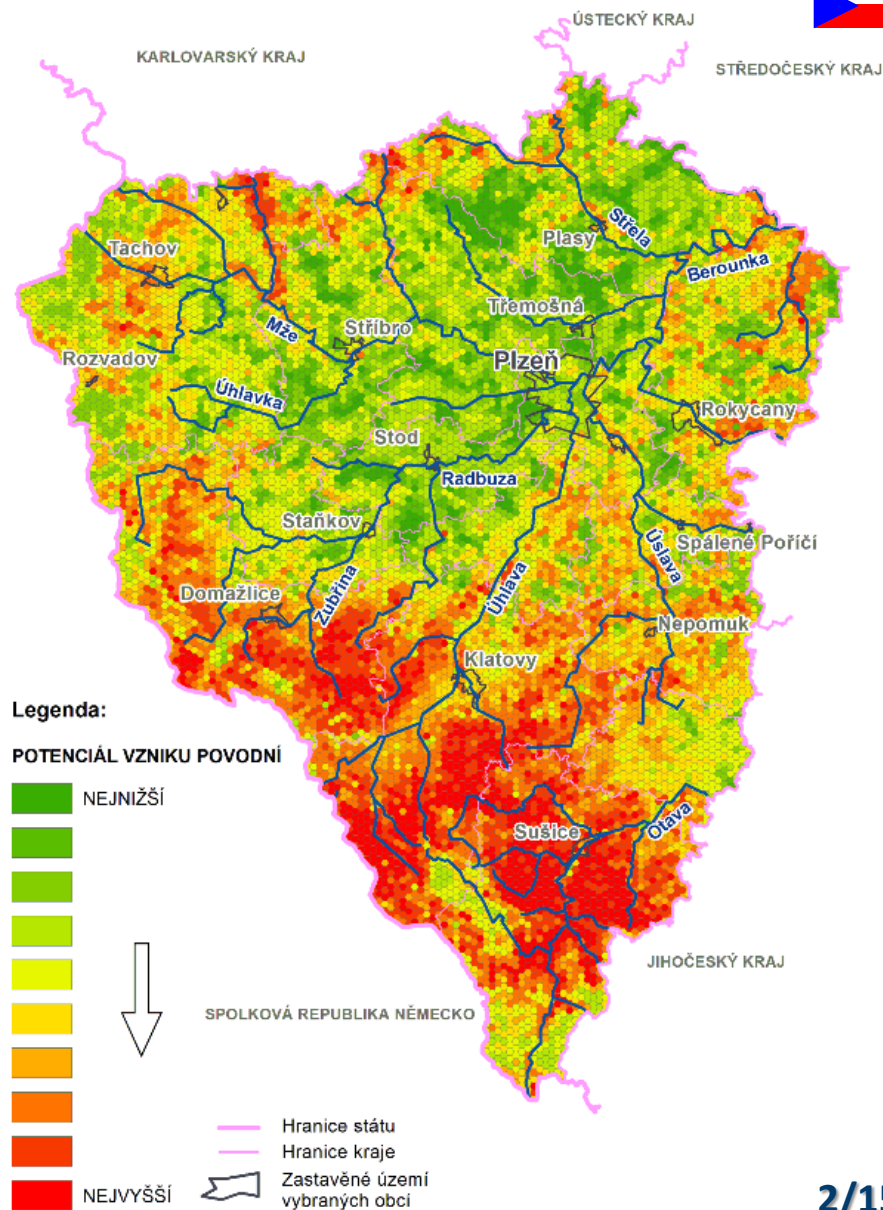 ÚSTECKÝ KRAJ
KARLOVARSKÝ KRAJ
STŘEDOČESKÝ KRAJ
Tachov
Plasy
Střela
Berounka
Třemošná
Mže
Stříbro
Rozvadov
Plzeň
Úhlavka
Rokycany
Stod
Radbuza
Staňkov
Spálené Poříčí
Úslava
Domažlice
Zubřina
Úhlava
Nepomuk
Klatovy
Legenda:
POTENCIÁL VZNIKU POVODNÍ
NEJNIŽŠÍ
Sušice
Otava
JIHOČESKÝ KRAJ
SPOLKOVÁ REPUBLIKA NĚMECKO
Hranice státu
Hranice kraje
Zastavěné území
vybraných obcí
NEJVYŠŠÍ
2/15